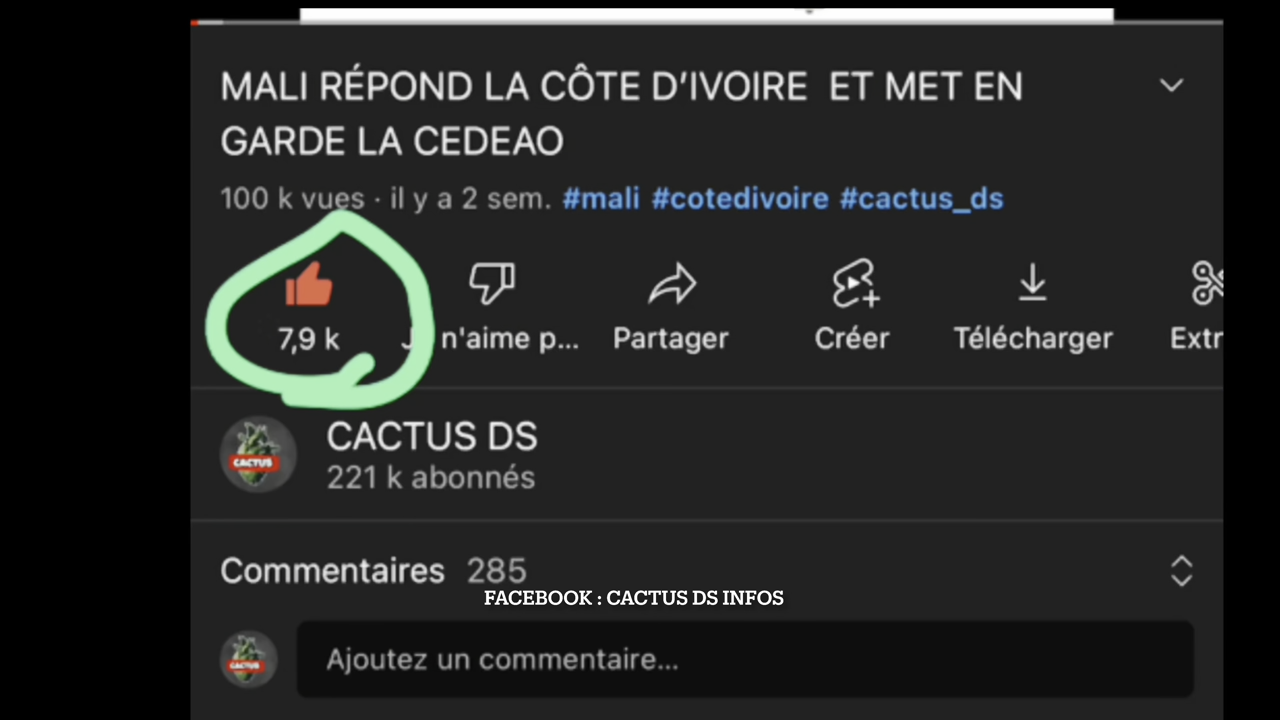 MALI RÉPOND LA CÔTE D'IVOIRE ET MET EN
GARDE LA CEDEAO
100 k vues · il y a 2 sem. #mali #cotedivoire #cactus_ds
7,9 k
n'aime p...
Partager
Créer
Télécharger
Extr
CACTUS
CACTUS DS
221 k abonnés
Commentaires 285
FACEBOOK : CACTUS DS INFOS
CACTUS
Ajoutez un commentaire...